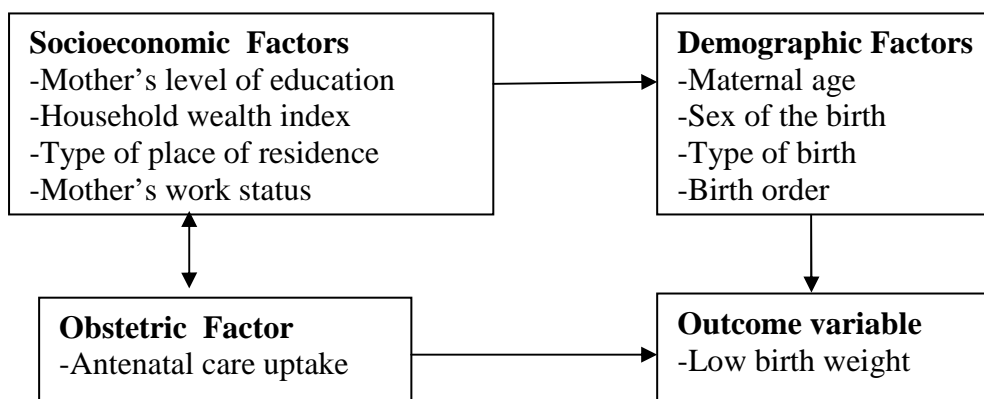 Socioeconomic Factors
-Mother’s level of education
-Household wealth index
-Type of place of residence
-Mother’s work status
Demographic Factors
-Maternal age
-Sex of the birth
-Type of birth
-Birth order
Obstetric Factor
-Antenatal care uptake
Outcome variable
-Low birth weight